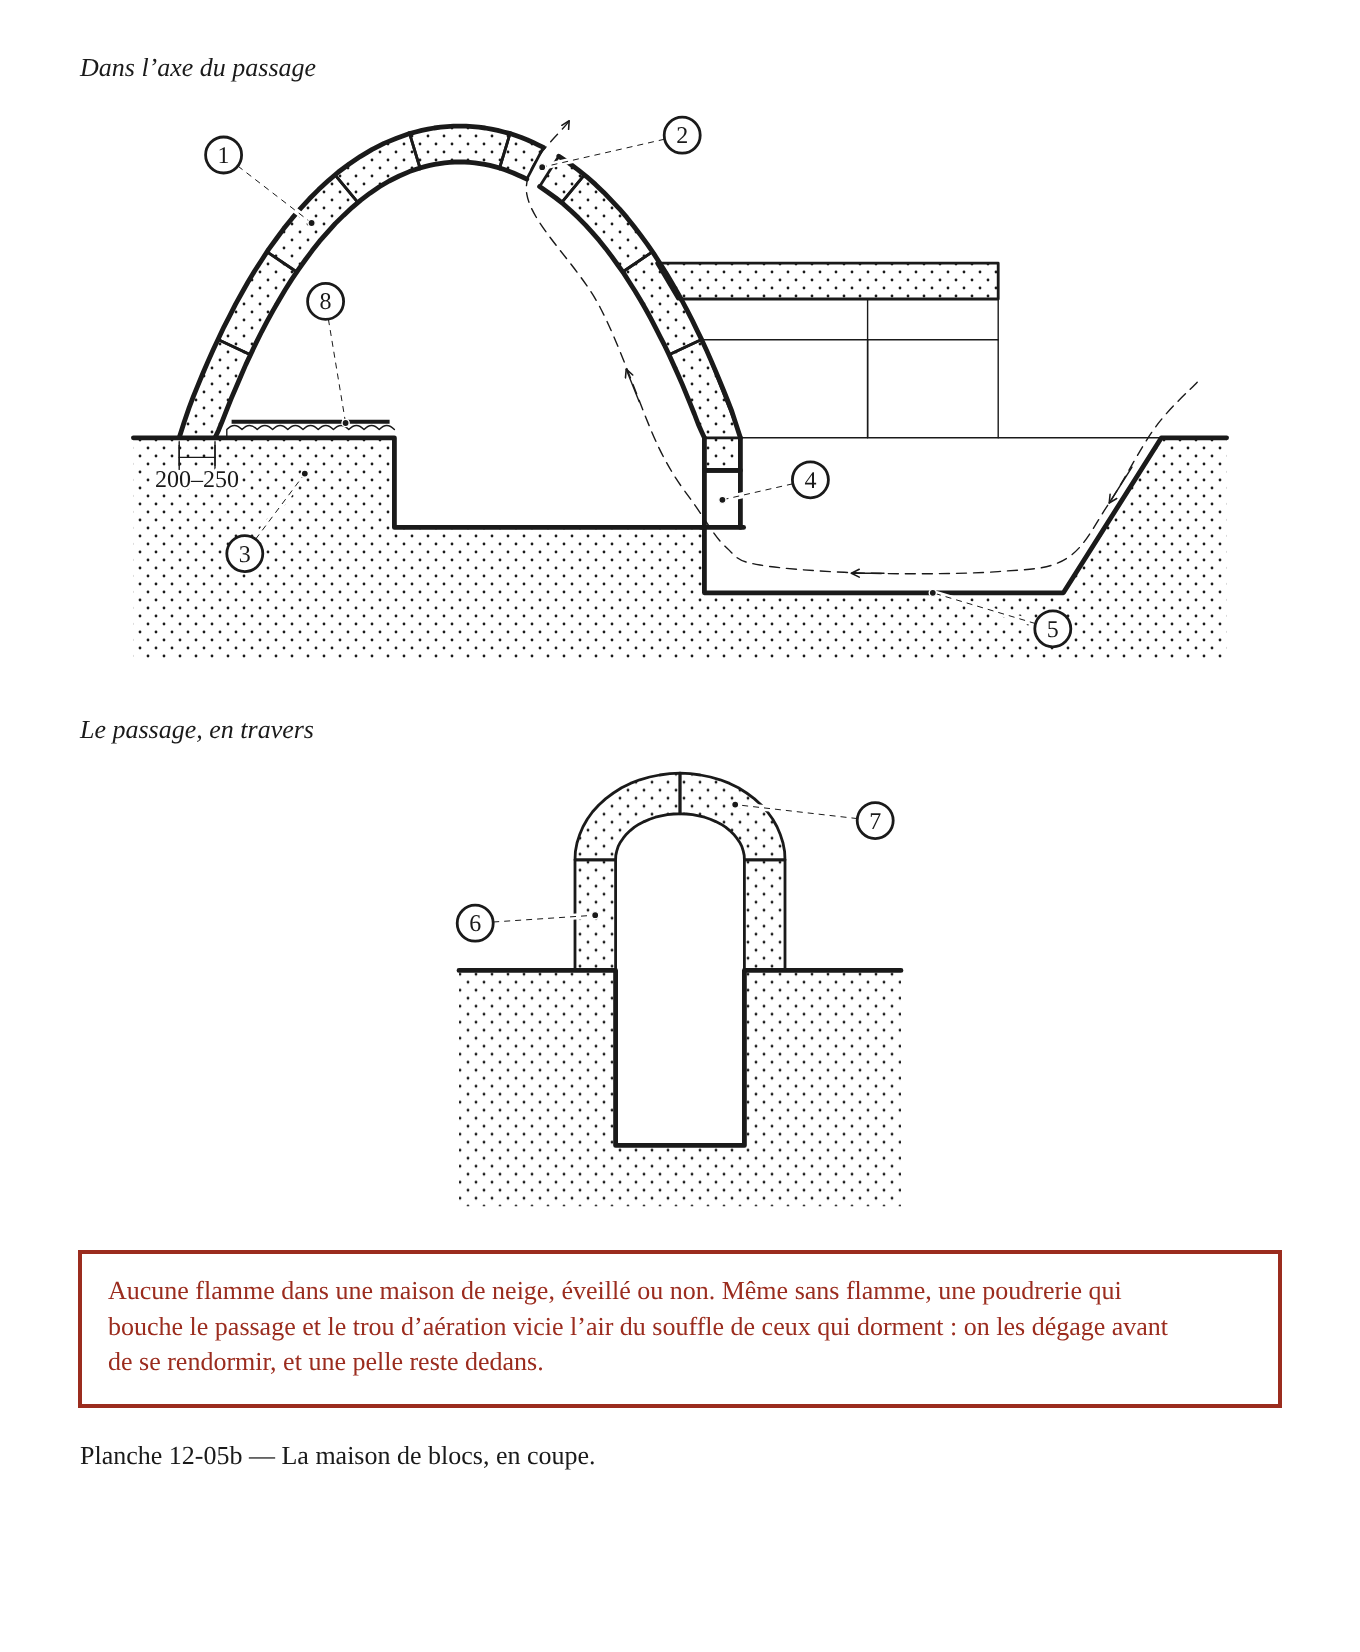 Dans l’axe du passage
1
2
8
200–250
4
3
5
Le passage, en travers
7
6
Aucune flamme dans une maison de neige, éveillé ou non. Même sans flamme, une poudrerie qui
bouche le passage et le trou d’aération vicie l’air du souffle de ceux qui dorment : on les dégage avant
de se rendormir, et une pelle reste dedans.
Planche 12-05b — La maison de blocs, en coupe.